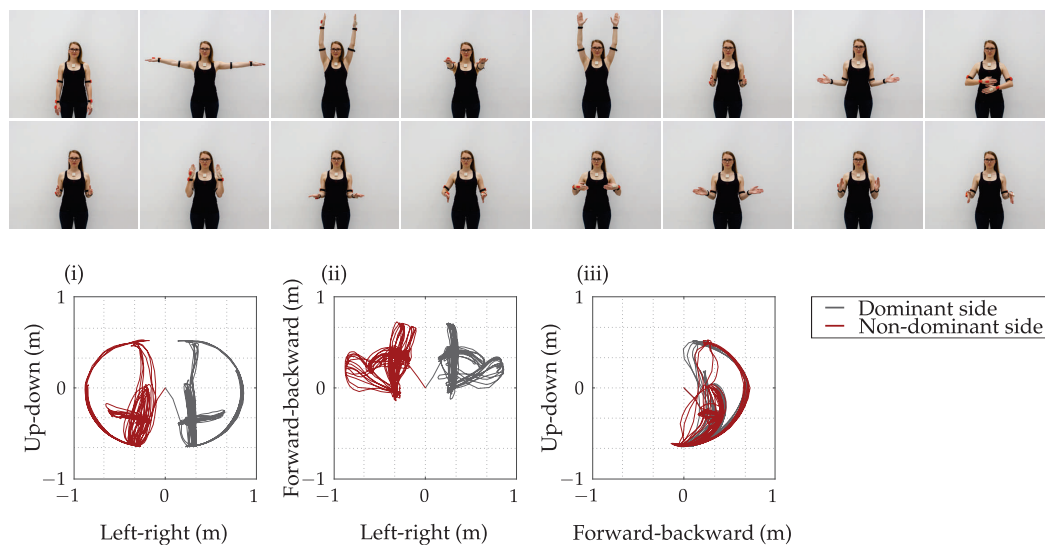 (i)
1
0
−1
−1
0
1
Up-down (m)
Left-right (m)
(ii)
1
0
−1
−1
0
1
Forward-backward (m)
Left-right (m)
(iii)
1
0
−1
0
1
Up-down (m)
Forward-backward (m)
Dominant side
Non-dominant side